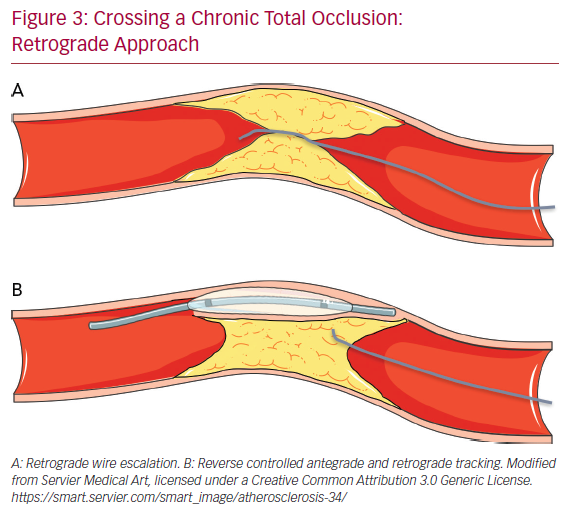 Figure 3: Crossing a Chronic Total Occlusion:
Retrograde Approach
A
B
A: Retrograde wire escalation. B: Reverse controlled antegrade and retrograde tracking. Modified
from Servier Medical Art, licensed under a Creative Common Attribution 3.0 Generic License.
https://smart.servier.com/smart_image/atherosclerosis-34/